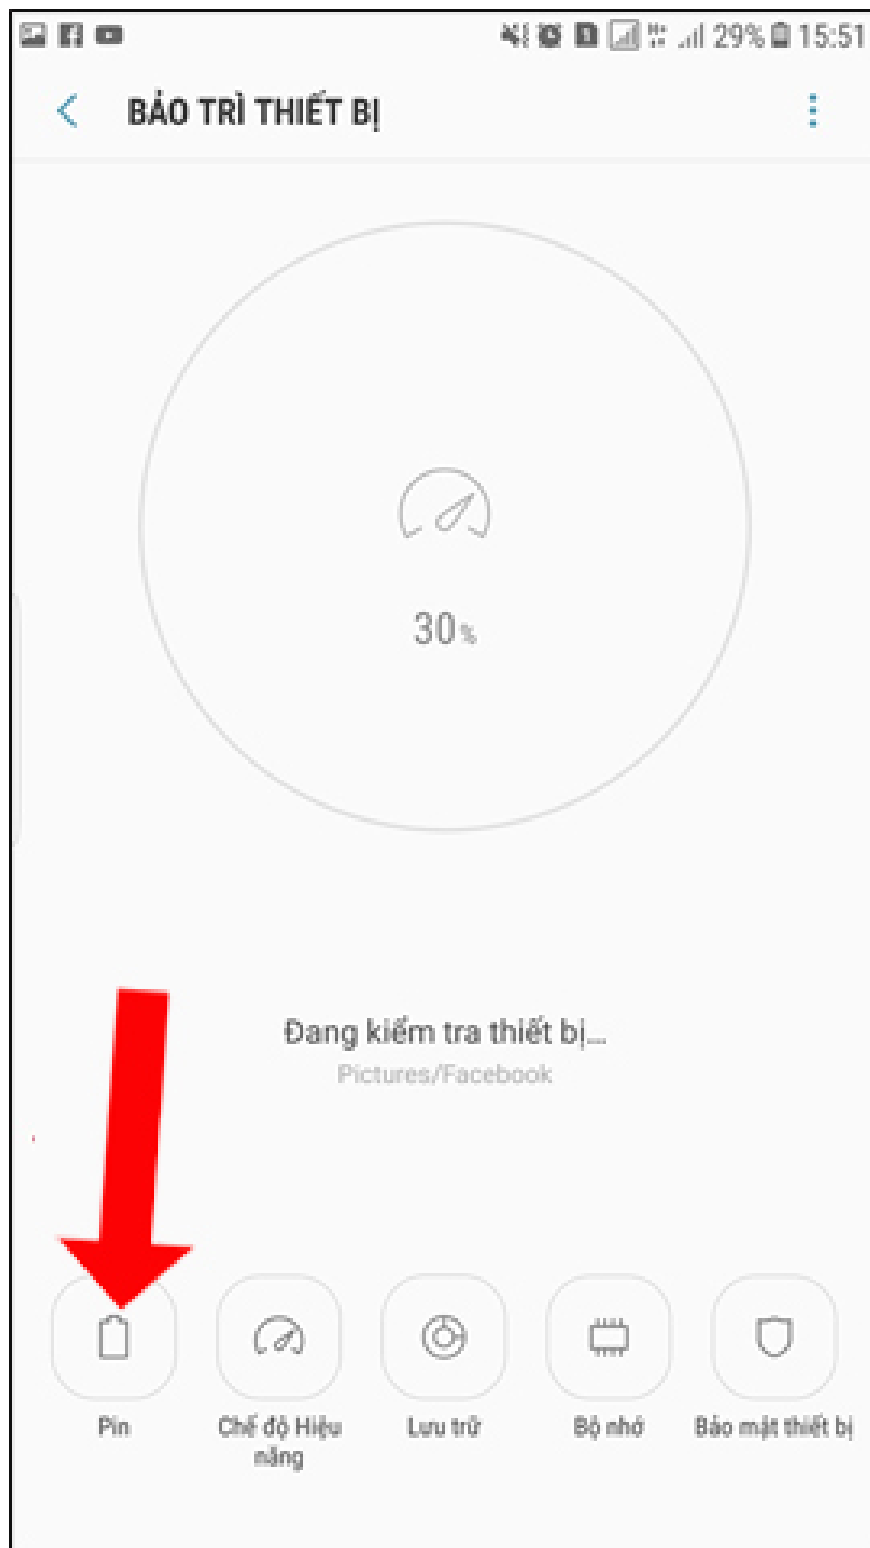 29% 15:51
BẢO TRÌ THIẾT BỊ
30%
Đang kiểm tra thiết bị...
Pictures/Facebook
Pin
Chế độ Hiệu
năng
Lưu trữ
Bộ nhớ
Bảo mật thiết bị